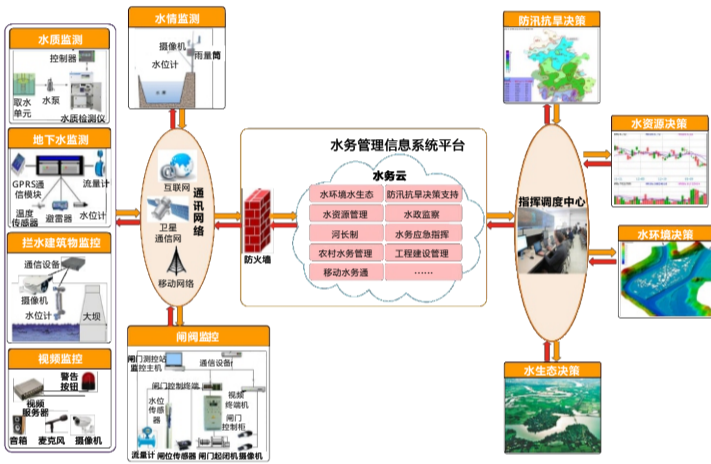 水质监测
控制器
取水
单元
水泵
水质检测仪
地下水监测
GPRS通
信模块
流量计
温度
传感器
避雷器
水位计
拦水建筑物监控
通信设备
摄像机
水位计
大坝
视频监控
警告
按钮
视频
服务器
音箱
麦克风
摄像机
水情监测
摄像机
雨量筒
水位计
通讯网络
互联网
卫星
通信网
移动网络
闸阀监控
闸门测控站
监控主机
通信设备
闸门控制终端
水位
传感
器
视频
终端机
闸门
控制柜
流量计
闸位传感器
闸门启闭机
摄像机
防火墙
水务管理信息系统平台
水务云
水环境水生态
防汛抗旱决策支持
水资源管理
水政监察
河长制
水务应急指挥
农村水务管理
工程建设管理
移动水务通
……
指挥调度中心
防汛抗旱决策
水资源决策
水环境决策
水生态决策